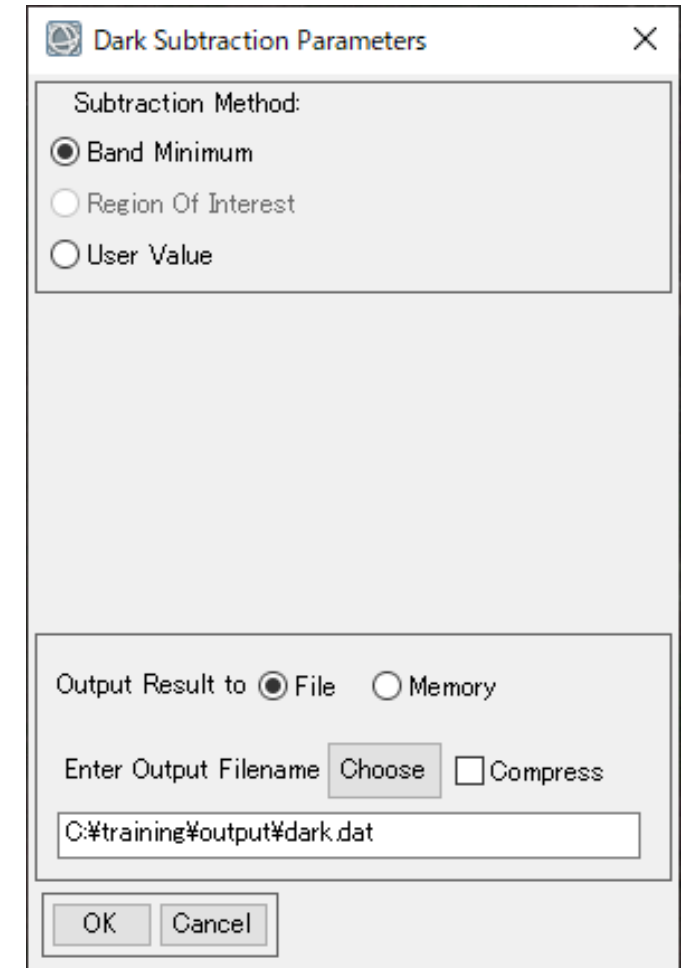 Dark Subtraction Parameters
Subtraction Method:
Band Minimum
Region Of Interest
User Value
Output Result to File Memory
Enter Output Filename Choose Compress
C:¥training¥output¥dark.dat
OK Cancel